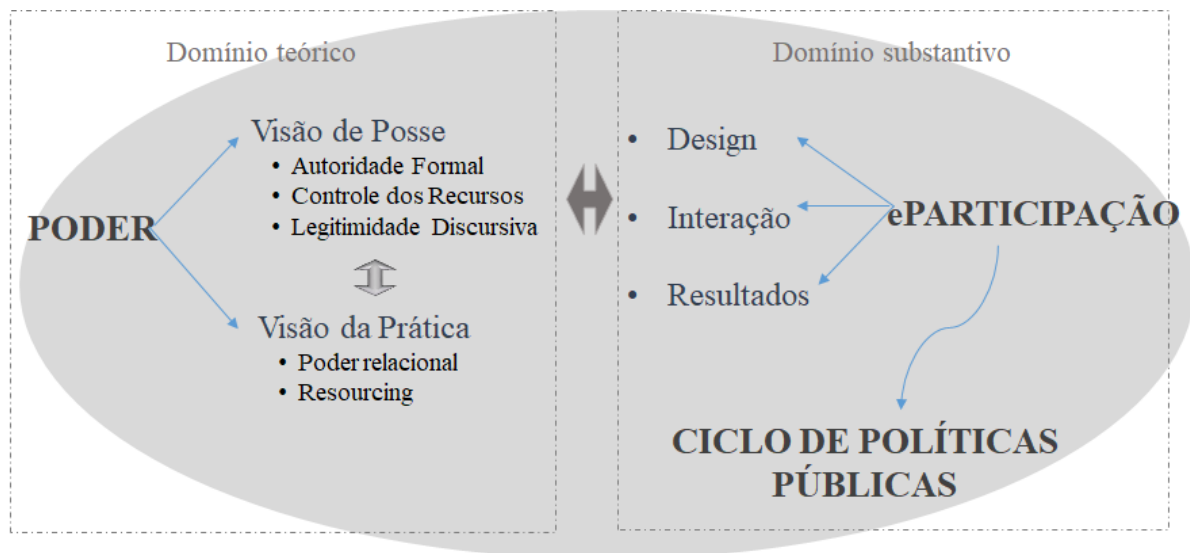 Domínio teórico
Visão de Posse
• Autoridade Formal
• Controle dos Recursos
• Legitimidade Discursiva
PODER
Visão da Prática
• Poder relacional
• Resourcing
Domínio substantivo
• Design
• Interação
• Resultados
ePARTICIPAÇÃO
CICLO DE POLÍTICAS
PÚBLICAS